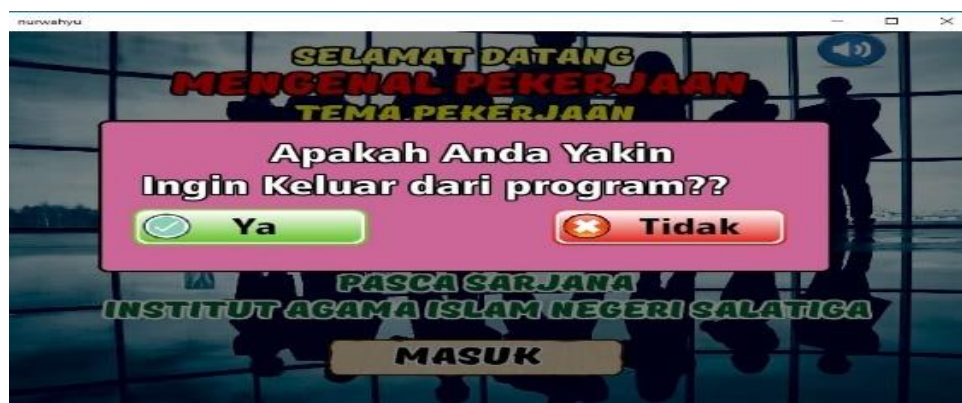 nurwahyu
SELAMAT DATANG
MENGENAL PEKERJAAN
TEMA PEKERJAAN
Apakah Anda Yakin
Ingin Keluar dari program??
Ya
Tidak
PASCA SARJANA
INSTITUT AGAMA ISLAM NEGERI SALATIGA
MASUK